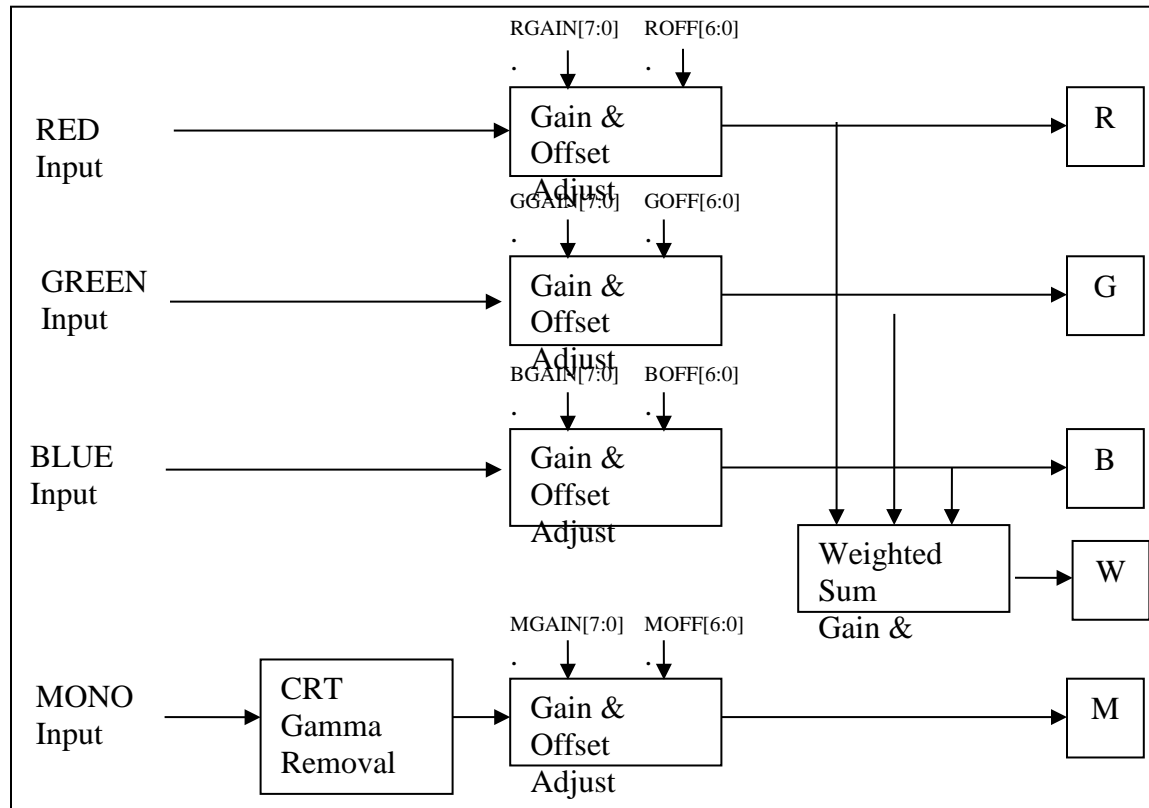 RGAIN[7:0] ROFF[6:0]
. .
RED
Input
Gain &
Offset
Adjust
R
GGAIN[7:0] GOFF[6:0]
. .
GREEN
Input
Gain &
Offset
Adjust
G
BGAIN[7:0] BOFF[6:0]
. .
BLUE
Input
Gain &
Offset
Adjust
B
Weighted
Sum
Gain &
W
MGAIN[7:0] MOFF[6:0]
. .
MONO
Input
CRT
Gamma
Removal
Gain &
Offset
Adjust
M